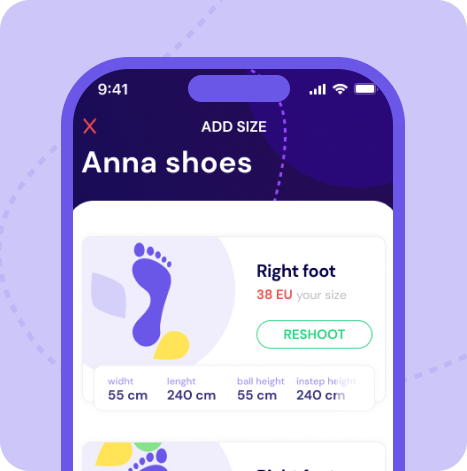 9:41
ADD SIZE
Anna shoes
Right foot
38 EU your size
RESHOOT
widht lenght ball height instep height
55 cm 240 cm 55 cm 240 cm